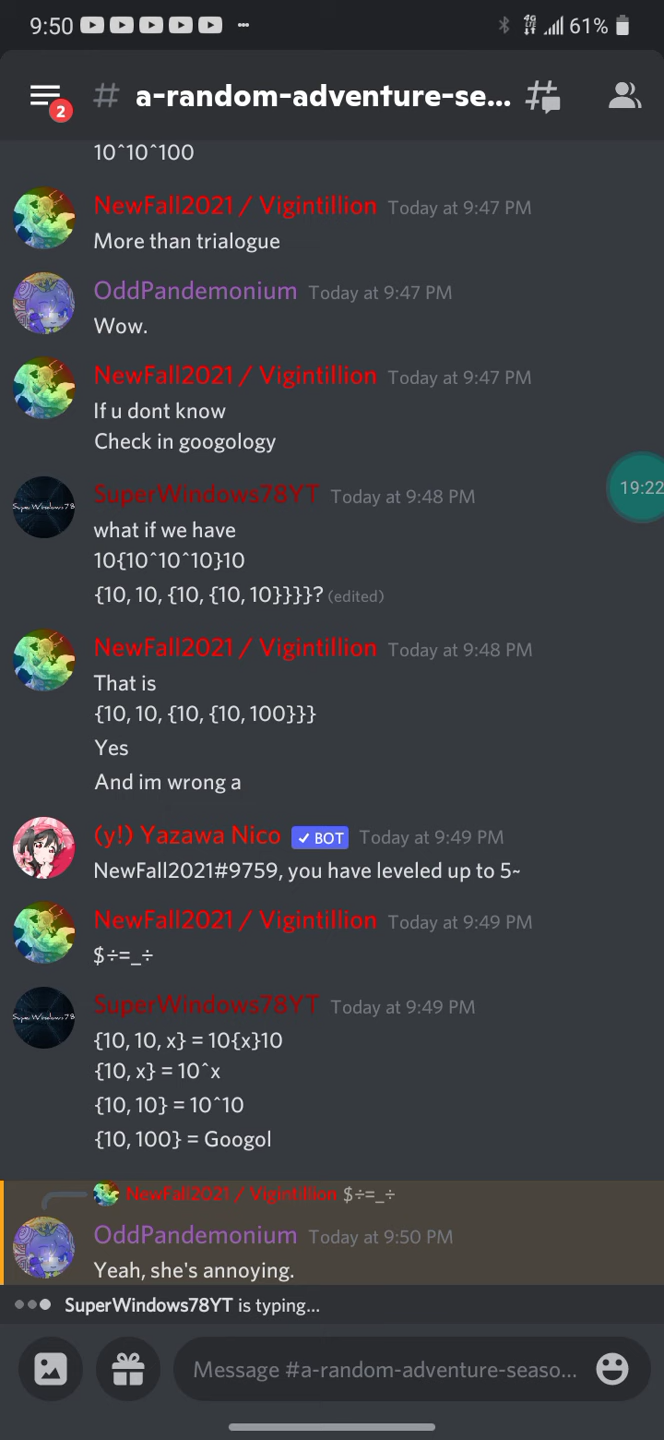 9:50 61%
2 # a-random-adventure-se...
10^10^100
NewFall2021 / Vigintillion Today at 9:47 PM
More than trialogue
OddPandemonium Today at 9:47 PM
Wow.
NewFall2021 / Vigintillion Today at 9:47 PM
If u dont know
Check in googology
19:22
SuperWindows78YT Today at 9:48 PM
what if we have
10{10^10^10}10
{10, 10, {10, {10, 10}}}}? (edited)
NewFall2021 / Vigintillion Today at 9:48 PM
That is
{10, 10, {10, {10, 100}}}
Yes
And im wrong a
(y!) Yazawa Nico ✓ BOT Today at 9:49 PM
NewFall2021#9759, you have leveled up to 5~
NewFall2021 / Vigintillion Today at 9:49 PM
$÷=_÷
SuperWindows78YT Today at 9:49 PM
{10, 10, x} = 10{x}10
{10, x} = 10^x
{10, 10} = 10^10
{10, 100} = Googol
NewFall2021 / Vigintillion $÷=_÷
OddPandemonium Today at 9:50 PM
Yeah, she's annoying.
SuperWindows78YT is typing...
Message #a-random-adventure-seaso...